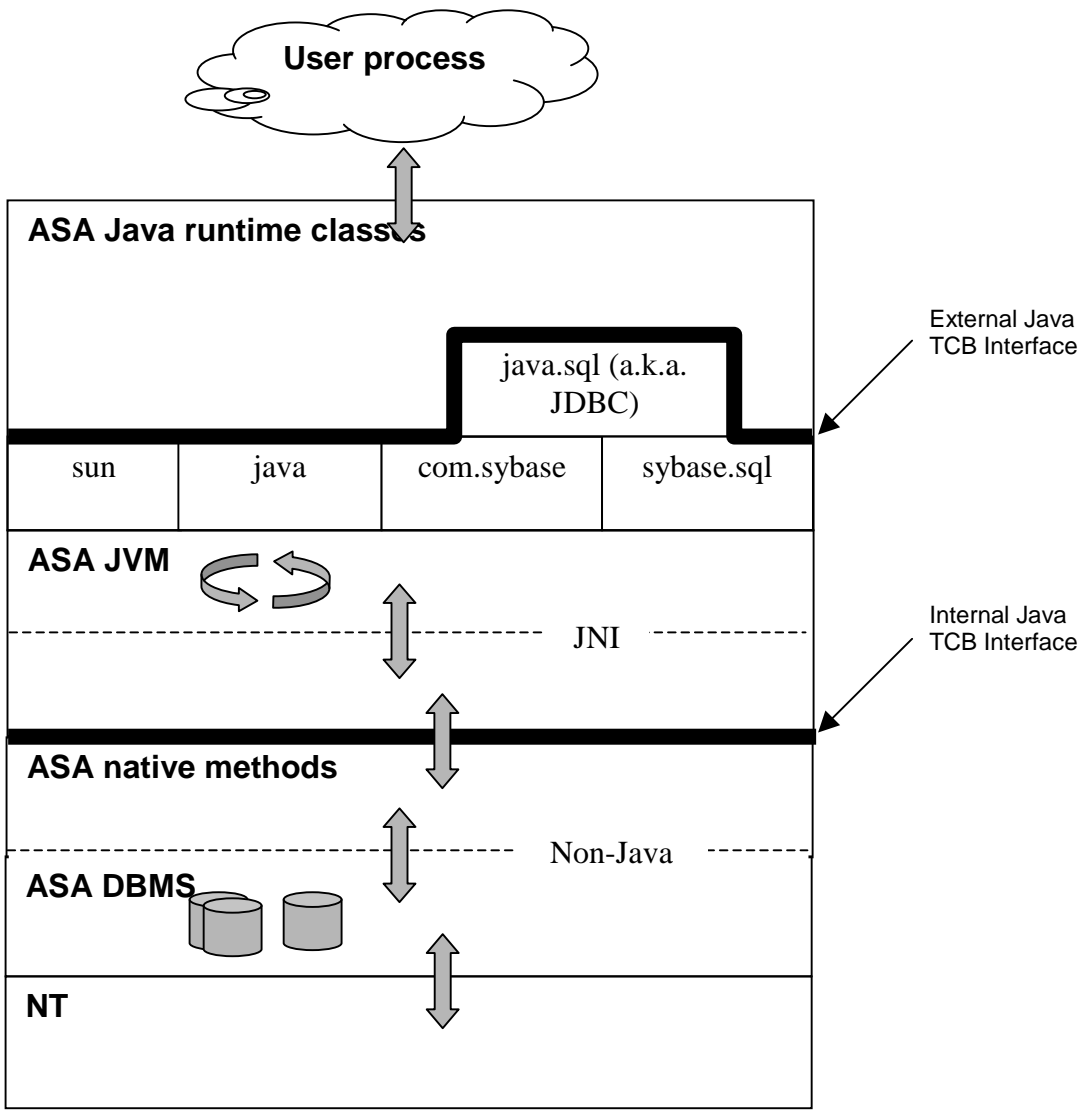 User process
ASA Java runtime classes
External Java
TCB Interface
java.sql (a.k.a.
JDBC)
sun
java
com.sybase
sybase.sql
ASA JVM
JNI
Internal Java
TCB Interface
ASA native methods
Non-Java
ASA DBMS
NT